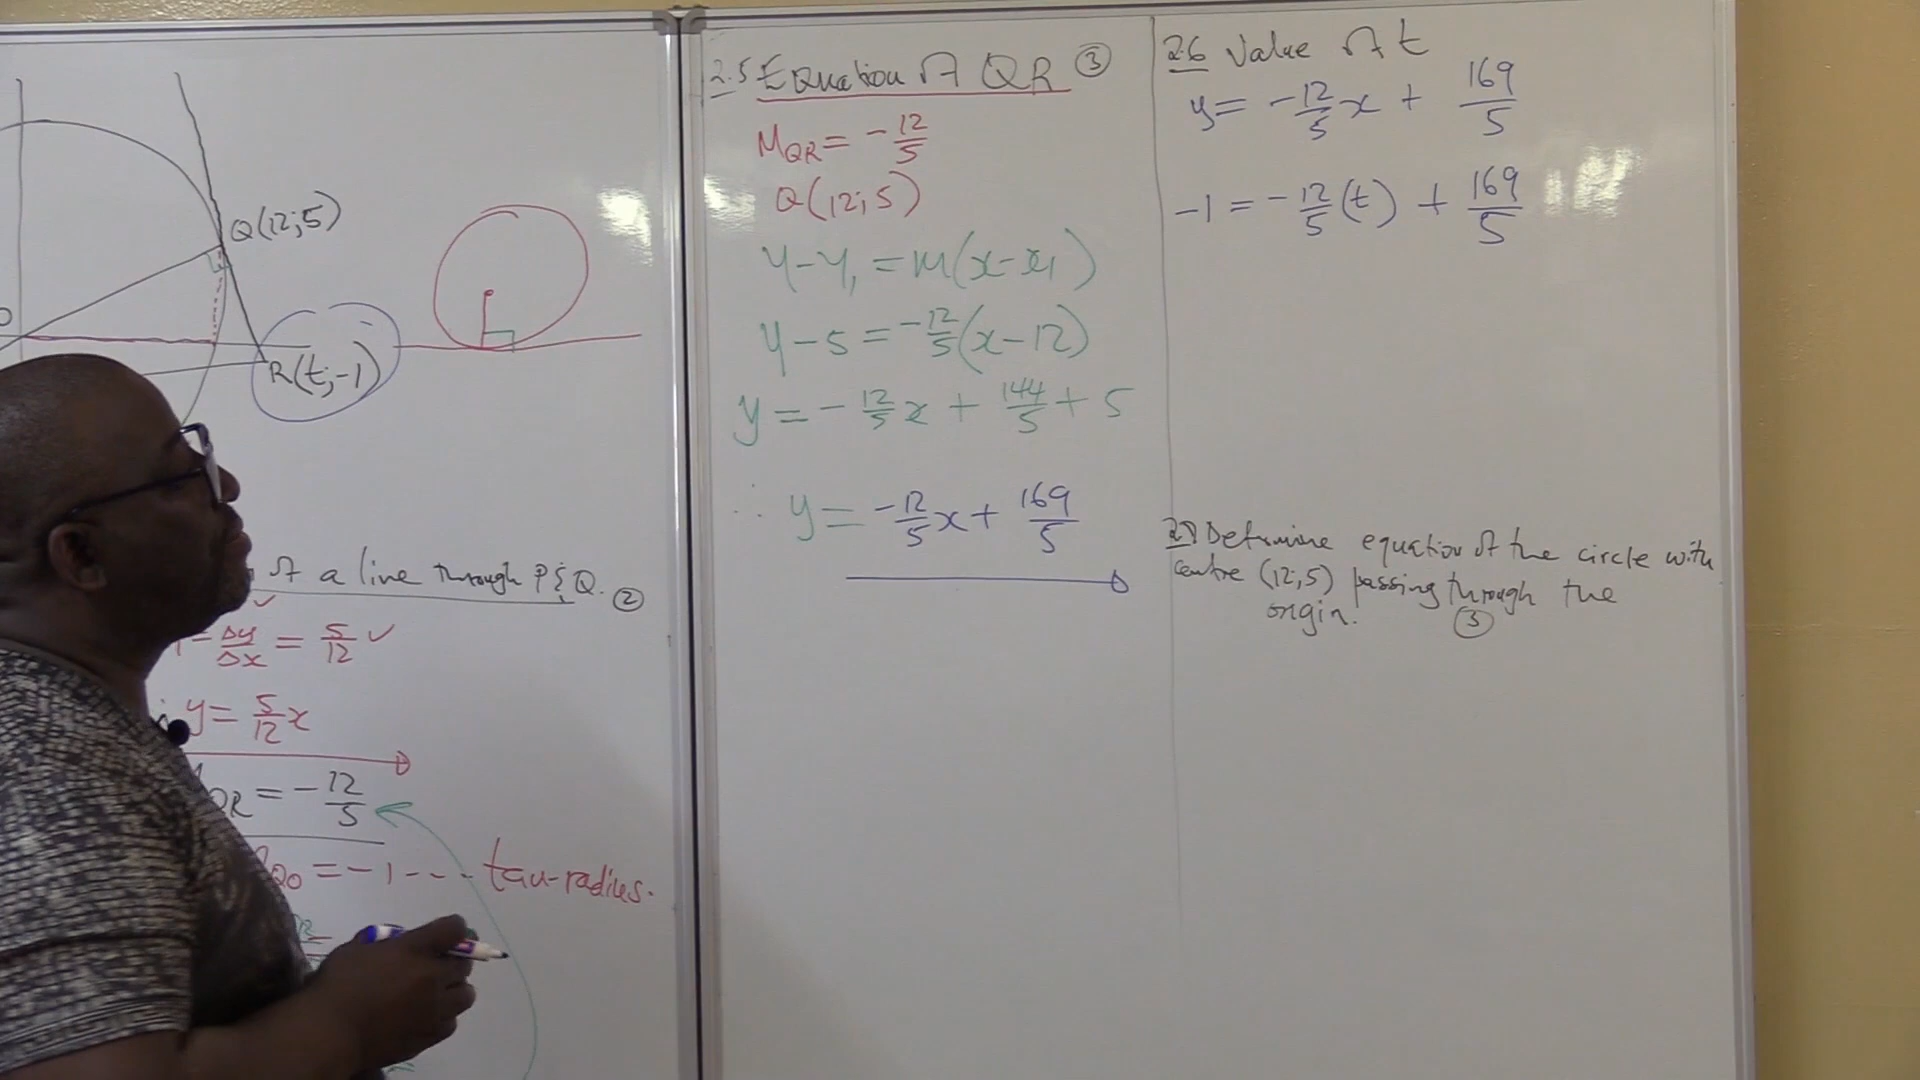 Q(12;5)
R(t;-1)
of a line through P & Q. ②
= Δy/Δx = 5/12 ✓
y = 5/12 x
QR = -12/5
QO = -1 --- tan-radius.
2.5 Equation of QR ③
M_QR = -12/5
Q(12;5)
y-y₁ = m(x-x₁)
y-5 = -12/5(x-12)
y = -12/5 x + 144/5 + 5
∴ y = -12/5 x + 169/5
2.6 Value of t
y = -12/5 x + 169/5
-1 = -12/5 (t) + 169/5
Determine equation of the circle with
centre (12;5) passing through the
origin. ③